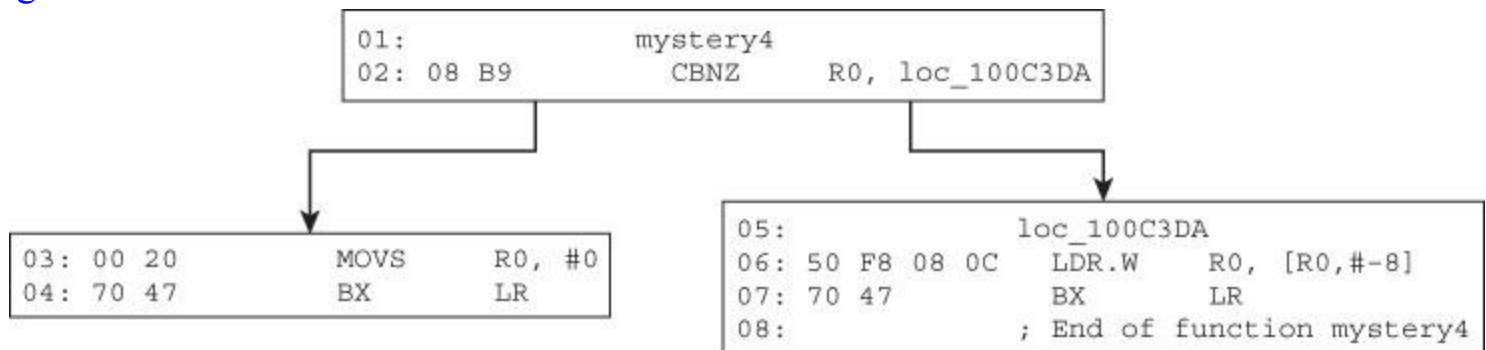 01: mystery4
02: 08 B9 CBNZ R0, loc_100C3DA
03: 00 20 MOVS R0, #0
04: 70 47 BX LR
05: loc_100C3DA
06: 50 F8 08 0C LDR.W R0, [R0,#-8]
07: 70 47 BX LR
08: ; End of function mystery4